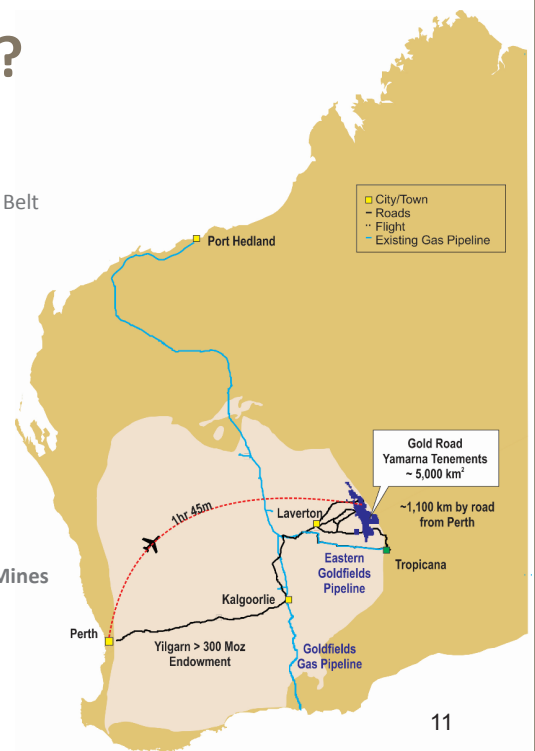 ?
Belt
City/Town
Roads
Flight
Existing Gas Pipeline
Port Hedland
Gold Road
Yamarna Tenements
~ 5,000 km²
1hr 45m
Laverton
~1,100 km by road
from Perth
Eastern
Goldfields
Pipeline
Tropicana
Mines
Kalgoorlie
Perth
Yilgarn > 300 Moz
Endowment
Goldfields
Gas Pipeline
11